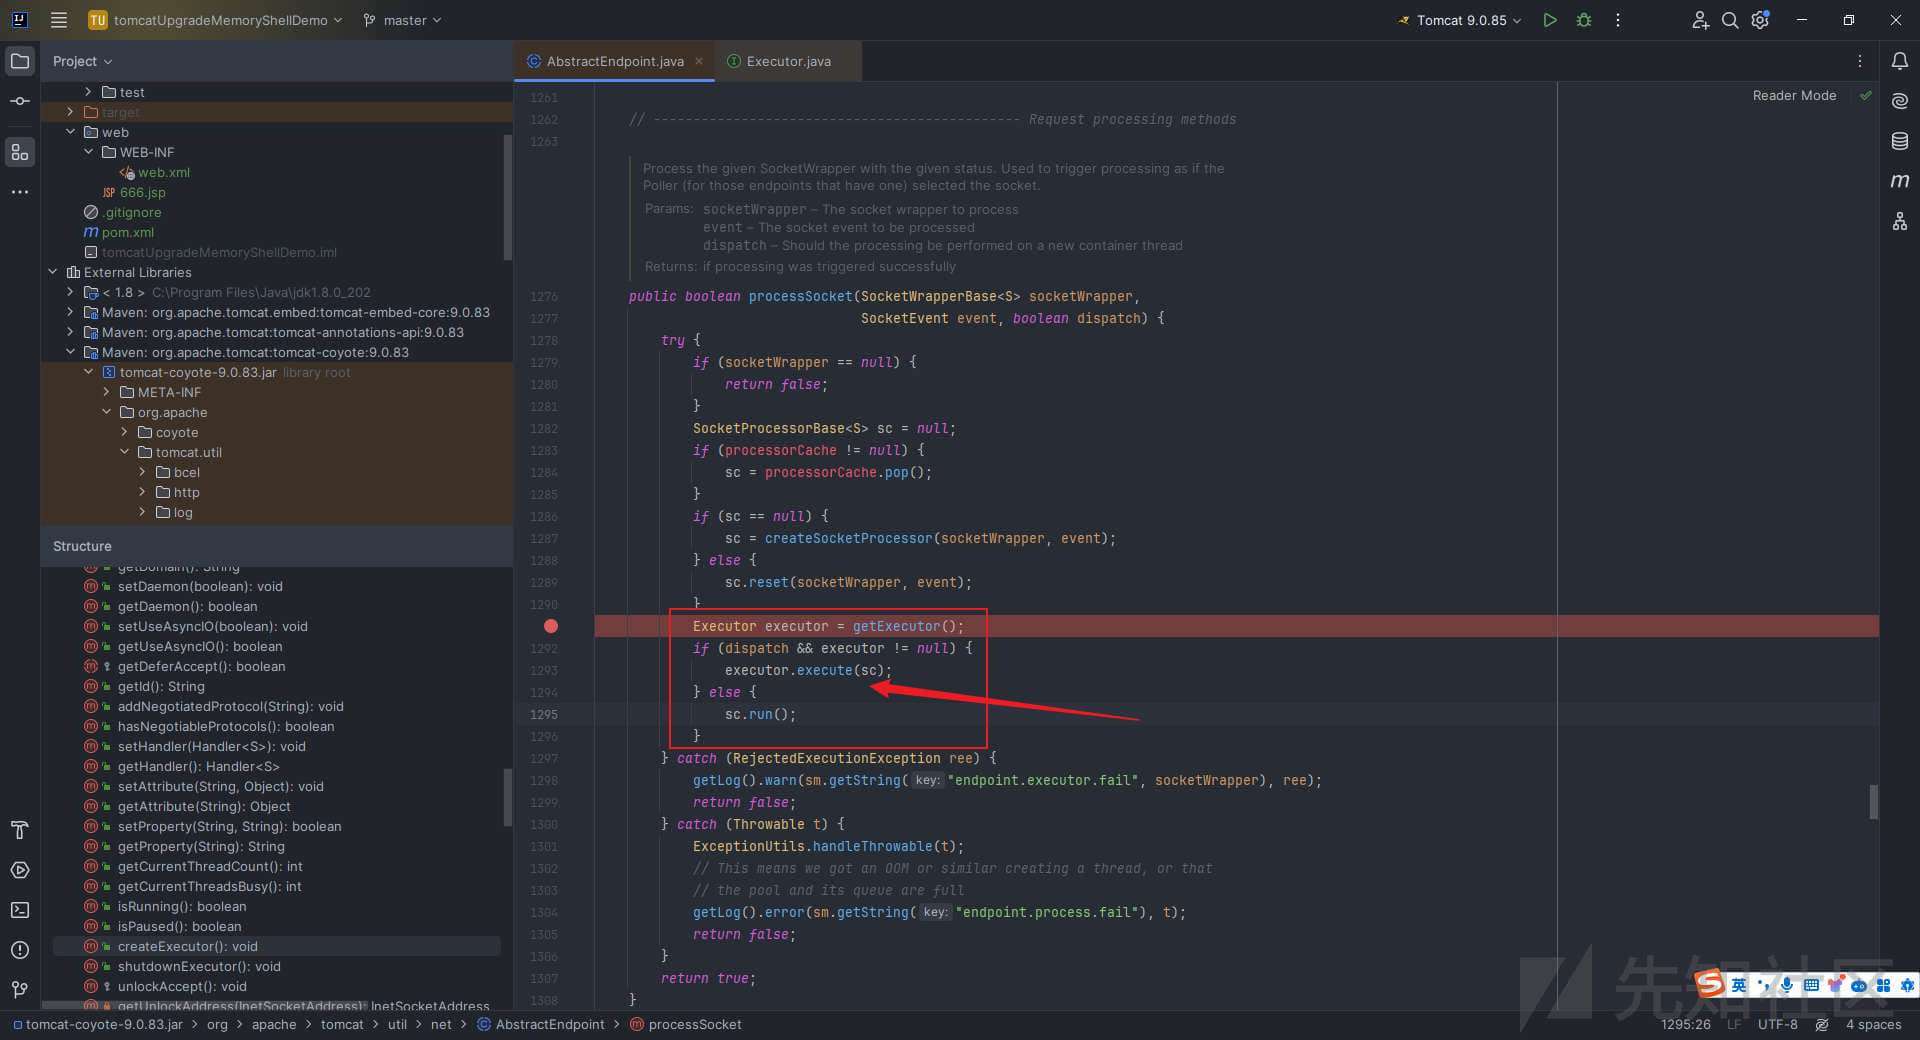 TU tomcatUpgradeMemoryShellDemo master Tomcat 9.0.85
Project
AbstractEndpoint.java
Executor.java
Reader Mode
test
target
web
WEB-INF
web.xml
JSP 666.jsp
.gitignore
m pom.xml
tomcatUpgradeMemoryShellDemo.iml
External Libraries
< 1.8 > C:\Program Files\Java\jdk1.8.0_202
Maven: org.apache.tomcat.embed:tomcat-embed-core:9.0.83
Maven: org.apache.tomcat:tomcat-annotations-api:9.0.83
Maven: org.apache.tomcat:tomcat-coyote:9.0.83
tomcat-coyote-9.0.83.jar library root
META-INF
org.apache
coyote
tomcat.util
bcel
http
log
Structure
getDomain(): String
setDaemon(boolean): void
getDaemon(): boolean
setUseAsyncIO(boolean): void
getUseAsyncIO(): boolean
getDeferAccept(): boolean
getId(): String
addNegotiatedProtocol(String): void
hasNegotiableProtocols(): boolean
setHandler(Handler<S>): void
getHandler(): Handler<S>
setAttribute(String, Object): void
getAttribute(String): Object
setProperty(String, String): boolean
getProperty(String): String
getCurrentThreadCount(): int
getCurrentThreadsBusy(): int
isRunning(): boolean
isPaused(): boolean
createExecutor(): void
shutdownExecutor(): void
unlockAccept(): void
getUnlockAddress(InetSocketAddress): InetSocketAddress
1261
1262 // ---------------------------------------------- Request processing methods
1263
Process the given SocketWrapper with the given status. Used to trigger processing as if the
Poller (for those endpoints that have one) selected the socket.
Params: socketWrapper – The socket wrapper to process
event – The socket event to be processed
dispatch – Should the processing be performed on a new container thread
Returns: if processing was triggered successfully
1276 public boolean processSocket(SocketWrapperBase<S> socketWrapper,
1277 SocketEvent event, boolean dispatch) {
1278 try {
1279 if (socketWrapper == null) {
1280 return false;
1281 }
1282 SocketProcessorBase<S> sc = null;
1283 if (processorCache != null) {
1284 sc = processorCache.pop();
1285 }
1286 if (sc == null) {
1287 sc = createSocketProcessor(socketWrapper, event);
1288 } else {
1289 sc.reset(socketWrapper, event);
1290 }
Executor executor = getExecutor();
1292 if (dispatch && executor != null) {
1293 executor.execute(sc);
1294 } else {
1295 sc.run();
1296 }
1297 } catch (RejectedExecutionException ree) {
1298 getLog().warn(sm.getString( key: "endpoint.executor.fail", socketWrapper), ree);
1299 return false;
1300 } catch (Throwable t) {
1301 ExceptionUtils.handleThrowable(t);
1302 // This means we got an OOM or similar creating a thread, or that
1303 // the pool and its queue are full
1304 getLog().error(sm.getString( key: "endpoint.process.fail"), t);
1305 return false;
1306 }
1307 return true;
1308 }
先知社区
英
tomcat-coyote-9.0.83.jar > org > apache > tomcat > util > net > AbstractEndpoint > processSocket
1295:26 LF UTF-8 4 spaces